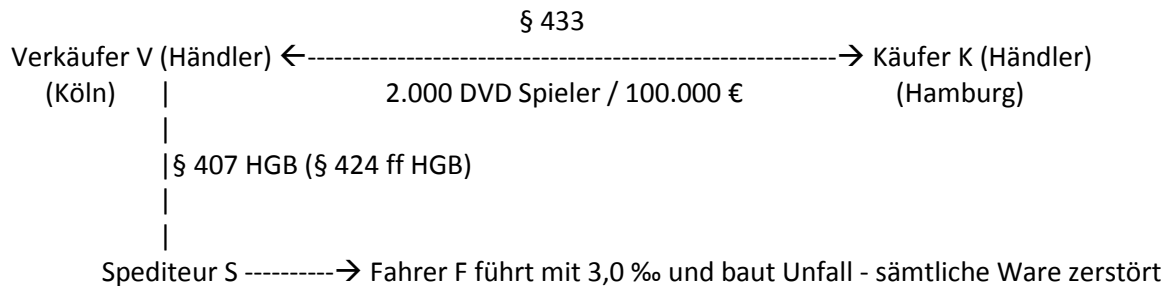 § 433
Verkäufer V (Händler) ←------------------------------------------------------------→ Käufer K (Händler)
(Köln) | 2.000 DVD Spieler / 100.000 € (Hamburg)
|
|§ 407 HGB (§ 424 ff HGB)
|
|
Spediteur S ----------→ Fahrer F führt mit 3,0 ‰ und baut Unfall - sämtliche Ware zerstört